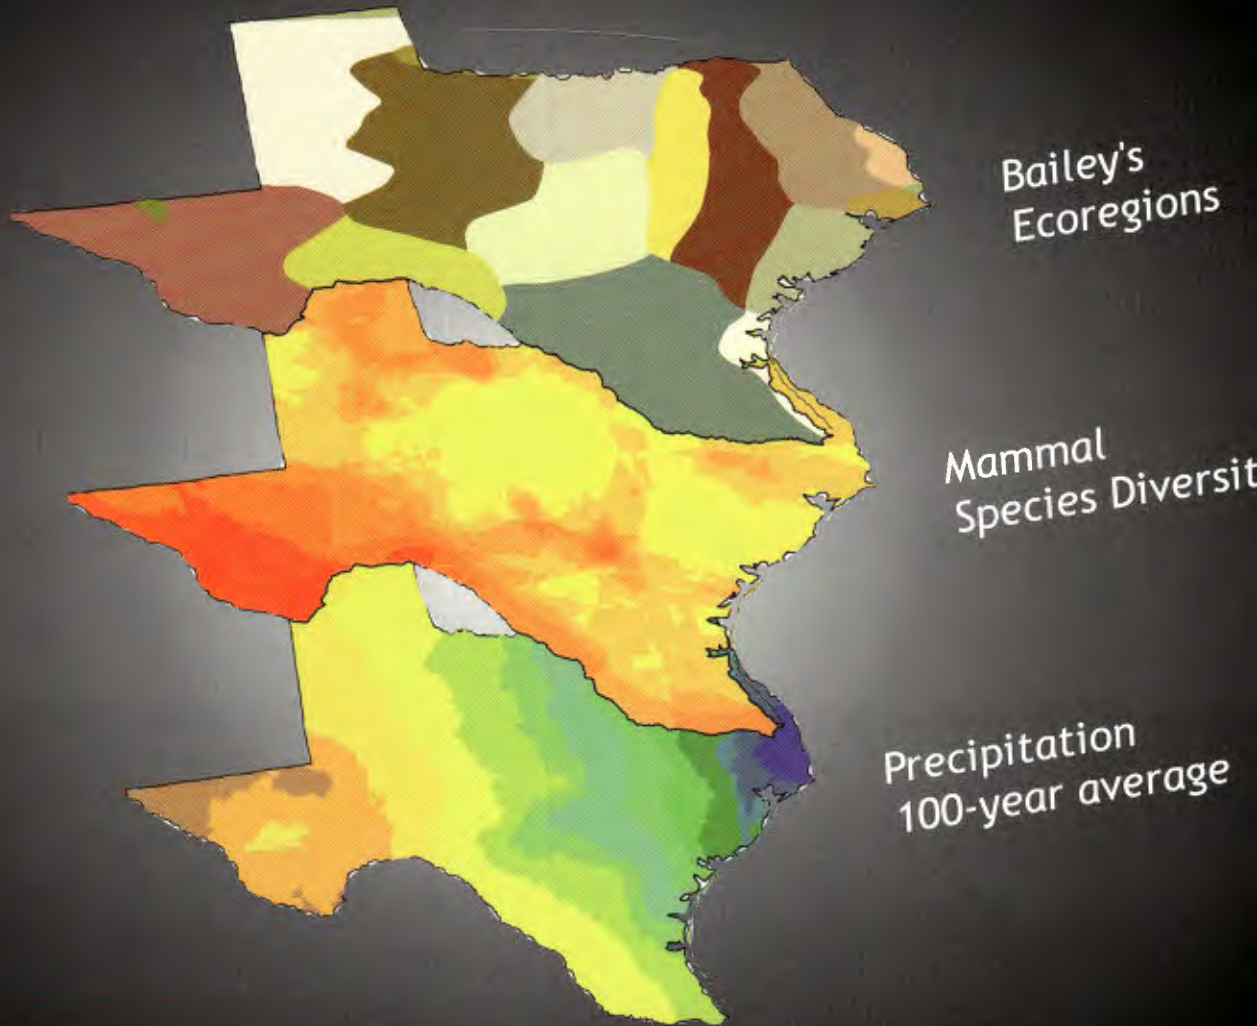 Bailey's
Ecoregions
Mammal
Species Diversit
Precipitation
100-year average